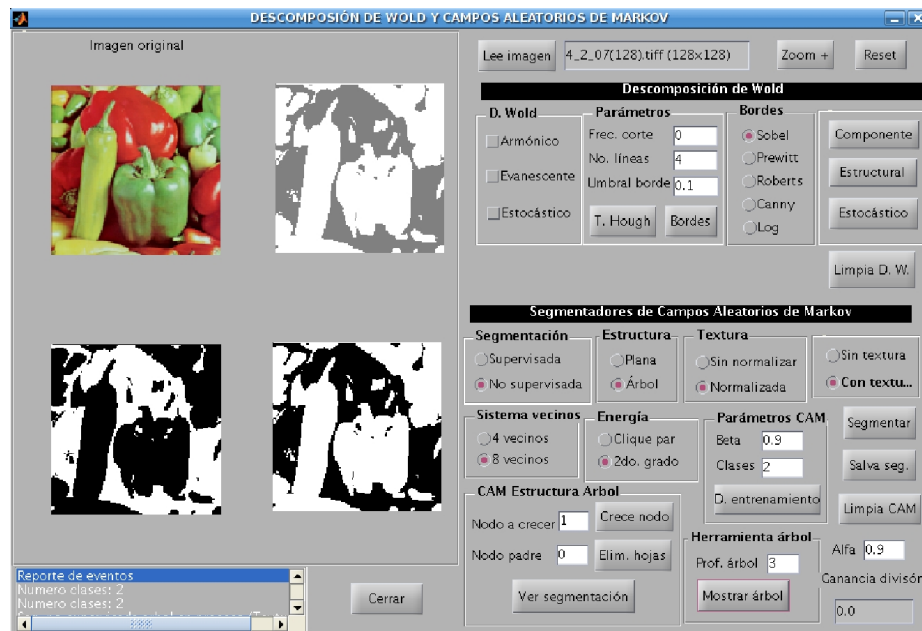 DESCOMPOSIÓN DE WOLD Y CAMPOS ALEATORIOS DE MARKOV
Imagen original
Lee imagen 4_2_07(128).tiff (128x128) Zoom + Reset
Descomposición de Wold
D. Wold
Armónico
Evanescente
Estocástico
Parámetros
Frec. corte 0
No. líneas 4
Umbral borde 0.1
T. Hough Bordes
Bordes
Sobel
Prewitt
Roberts
Canny
Log
Componente
Estructural
Estocástico
Limpia D. W.
Segmentadores de Campos Aleatorios de Markov
Segmentación
Supervisada
No supervisada
Estructura
Plana
Árbol
Textura
Sin normalizar
Normalizada
Sin textura
Con textu...
Sistema vecinos
4 vecinos
8 vecinos
Energía
Clique par
2do. grado
Parámetros CAM
Beta 0.9
Clases 2
D. entrenamiento
Segmentar
Salva seg.
Limpia CAM
CAM Estructura Árbol
Nodo a crecer 1 Crece nodo
Nodo padre 0 Elim. hojas
Ver segmentación
Herramienta árbol
Prof. árbol 3
Mostrar árbol
Alfa 0.9
Ganancia divisón
0.0
Reporte de eventos
Numero clases: 2
Numero clases: 2
Cerrar